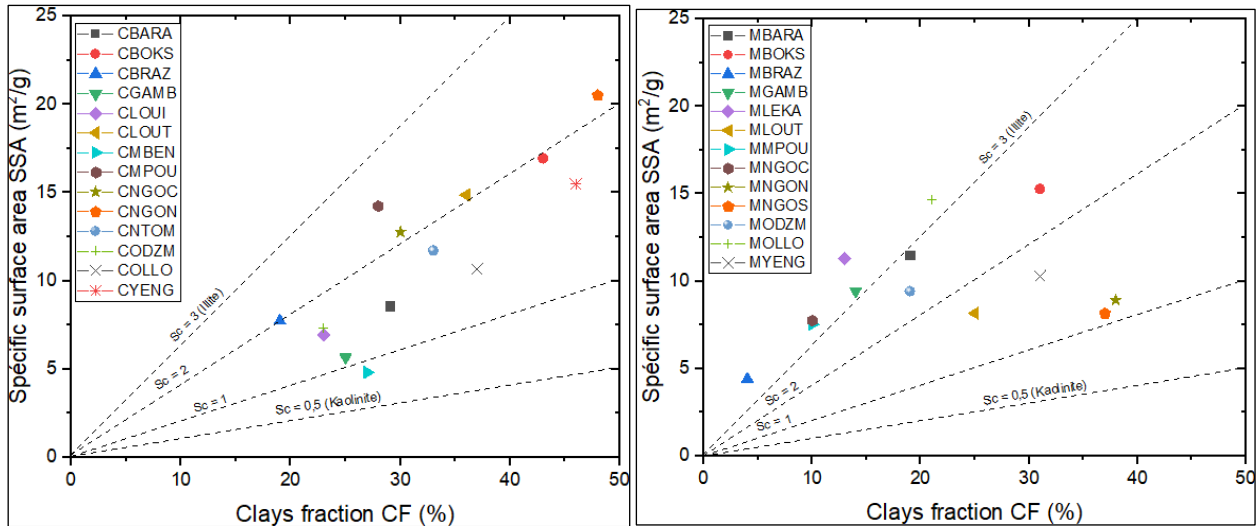 Spécific surface area SSA (m²/g)
25
20
15
10
5
0
CBARA
CBOKS
CBRAZ
CGAMB
CLOUI
CLOUT
CMBEN
CMPOU
CNGOC
CNGON
CNTOM
CODZM
COLLO
CYENG
Sc = 3 (Illite)
Sc = 2
Sc = 1
Sc = 0,5 (Kaolinite)
0 10 20 30 40 50
Clays fraction CF (%)
Spécific surface area SSA (m²/g)
25
20
15
10
5
0
MBARA
MBOKS
MBRAZ
MGAMB
MLEKA
MLOUT
MMPOU
MNGOC
MNGON
MNGOS
MODZM
MOLLO
MYENG
Sc = 3 (Illite)
Sc = 2
Sc = 1
Sc = 0,5 (Kaolinite)
0 10 20 30 40 50
Clays fraction CF (%)